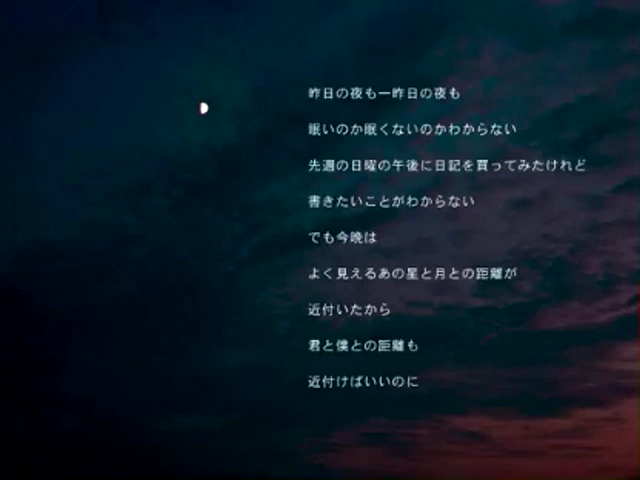 昨日の夜も一昨日の夜も
眠いのか眠くないのかわからない
先週の日曜の午後に日記を買ってみたけれど
書きたいことがわからない
でも今晩は
よく見えるあの星と月との距離が
近付いたから
君と僕との距離も
近付けばいいのに